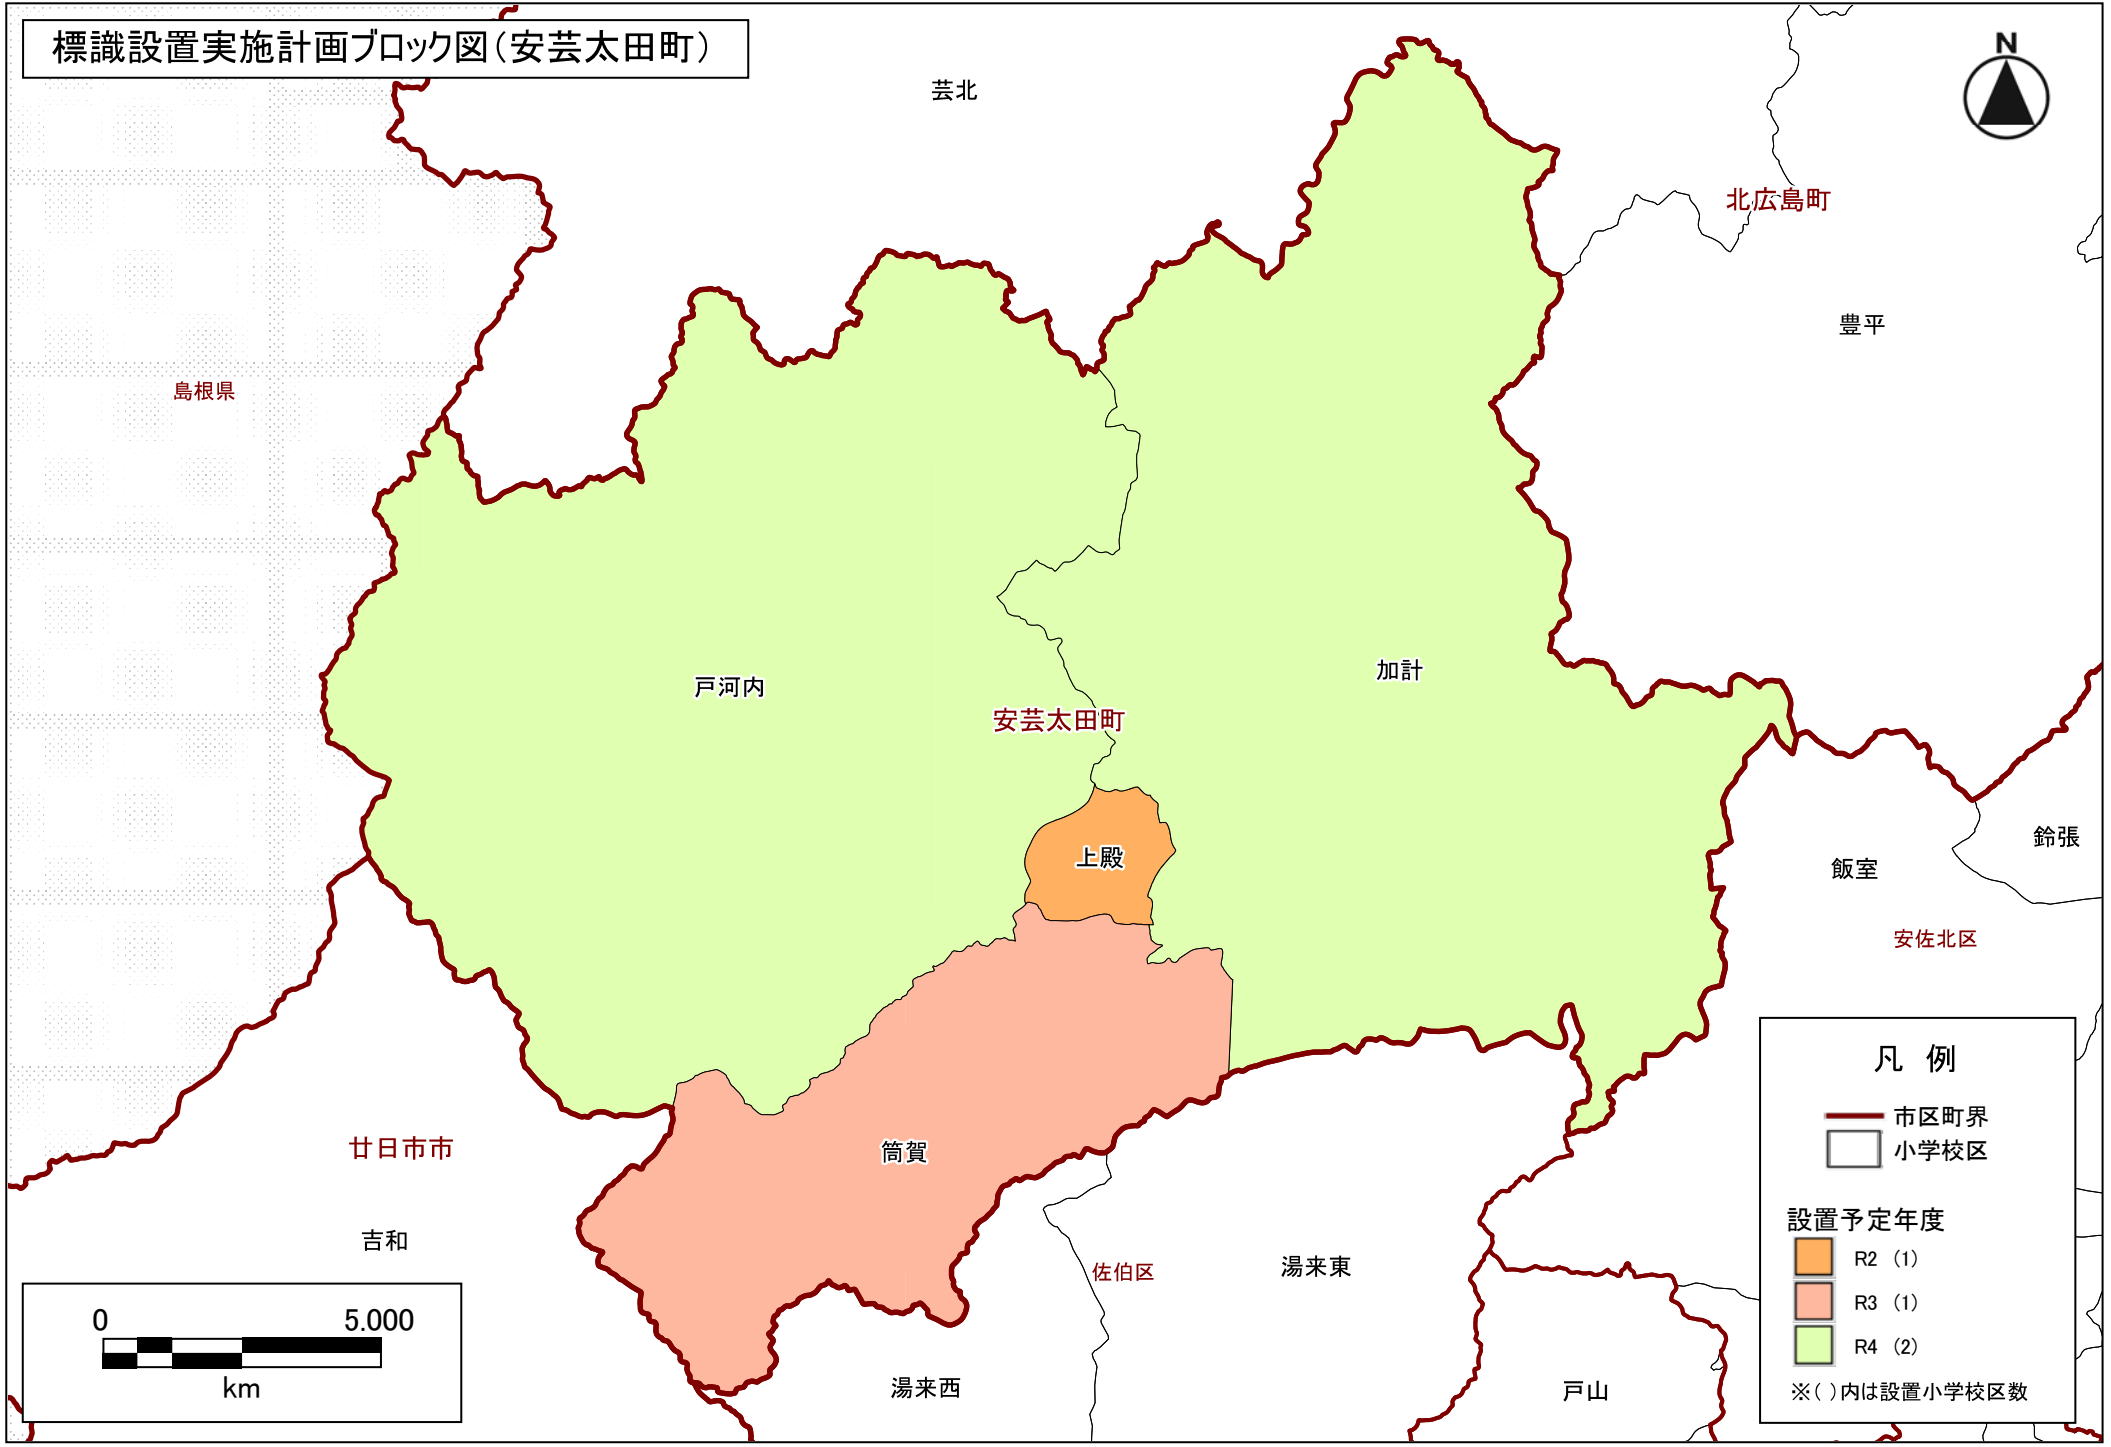 標識設置実施計画ブロック図（安芸太田町）
N
芸北
北広島町
豊平
島根県
加計
戸河内
安芸太田町
上殿
鈴張
飯室
安佐北区
筒賀
廿日市市
吉和
佐伯区
湯来東
湯来西
戸山
0 5.000
km
凡 例
市区町界
小学校区
設置予定年度
R2 （1）
R3 （1）
R4 （2）
※（ ）内は設置小学校区数